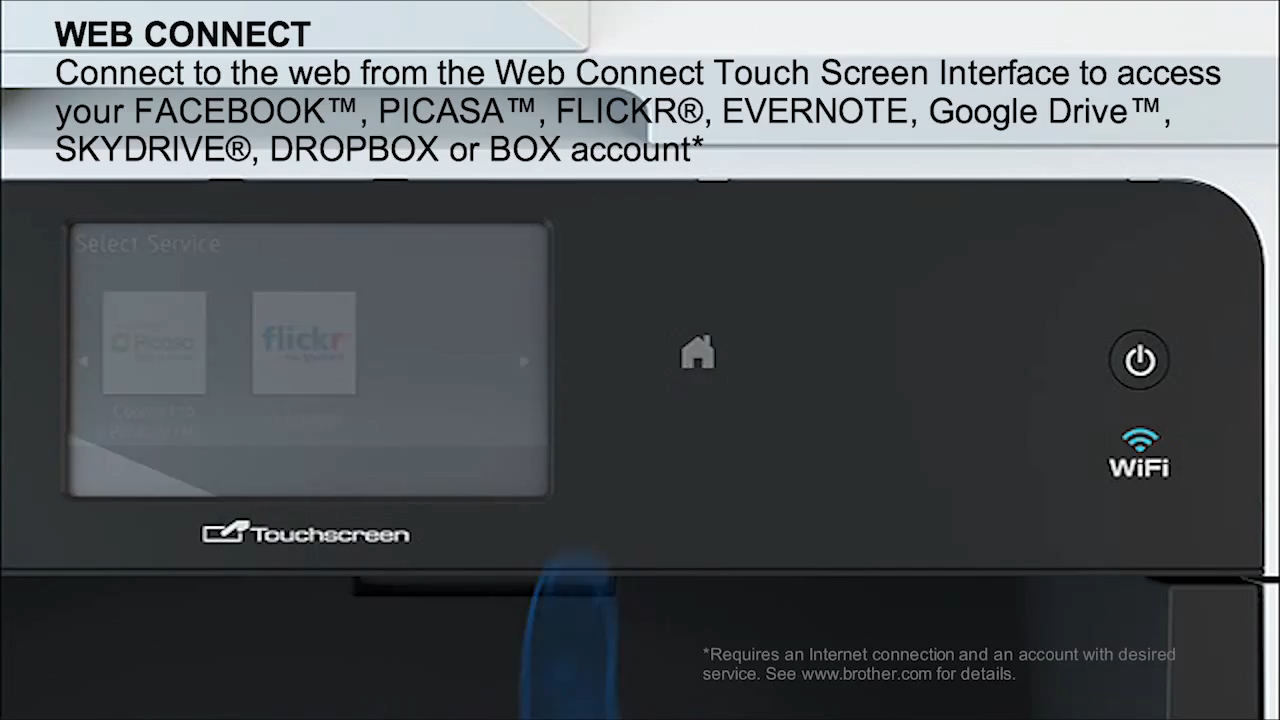 WEB CONNECT
Connect to the web from the Web Connect Touch Screen Interface to access
your FACEBOOK™, PICASA™, FLICKR®, EVERNOTE, Google Drive™,
SKYDRIVE®, DROPBOX or BOX account*
Select Service
Picasa
flickr
WiFi
Touchscreen
*Requires an Internet connection and an account with desired
service. See www.brother.com for details.